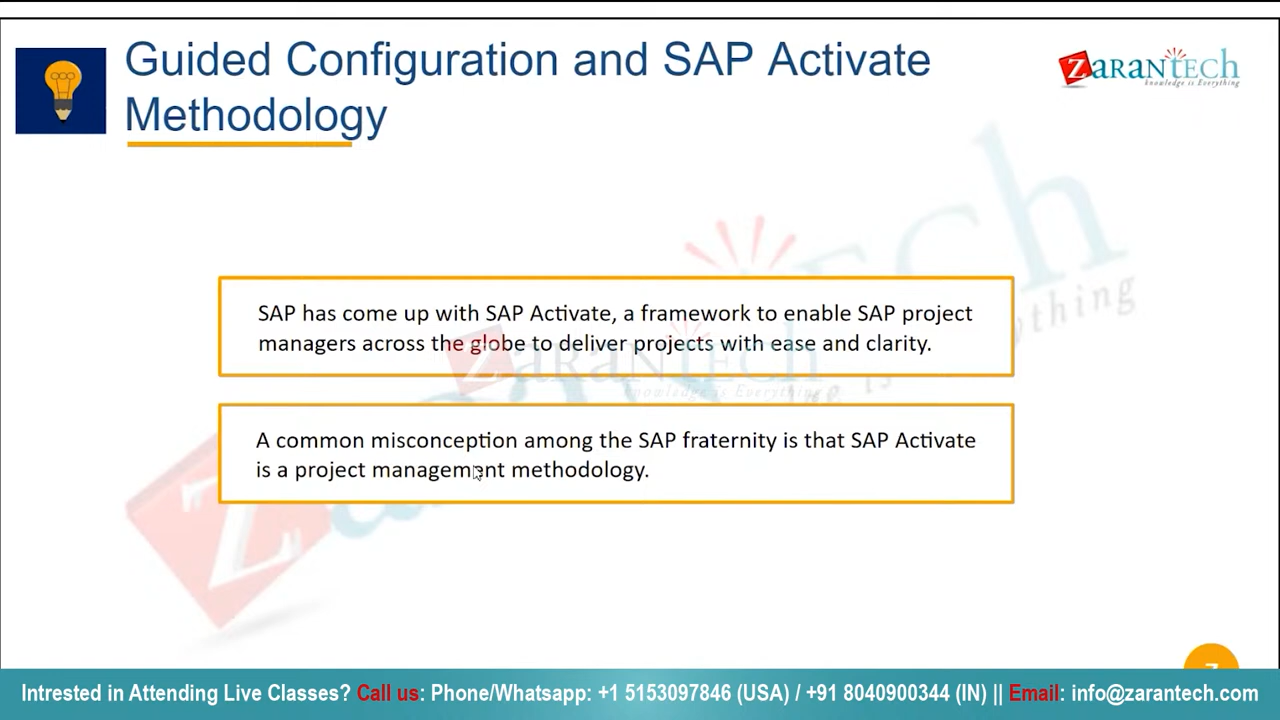 Guided Configuration and SAP Activate
Methodology
ZARANTECH
knowledge is Everything
SAP has come up with SAP Activate, a framework to enable SAP project
managers across the globe to deliver projects with ease and clarity.
A common misconception among the SAP fraternity is that SAP Activate
is a project management methodology.
Intrested in Attending Live Classes? Call us: Phone/Whatsapp: +1 5153097846 (USA) / +91 8040900344 (IN) || Email: info@zarantech.com